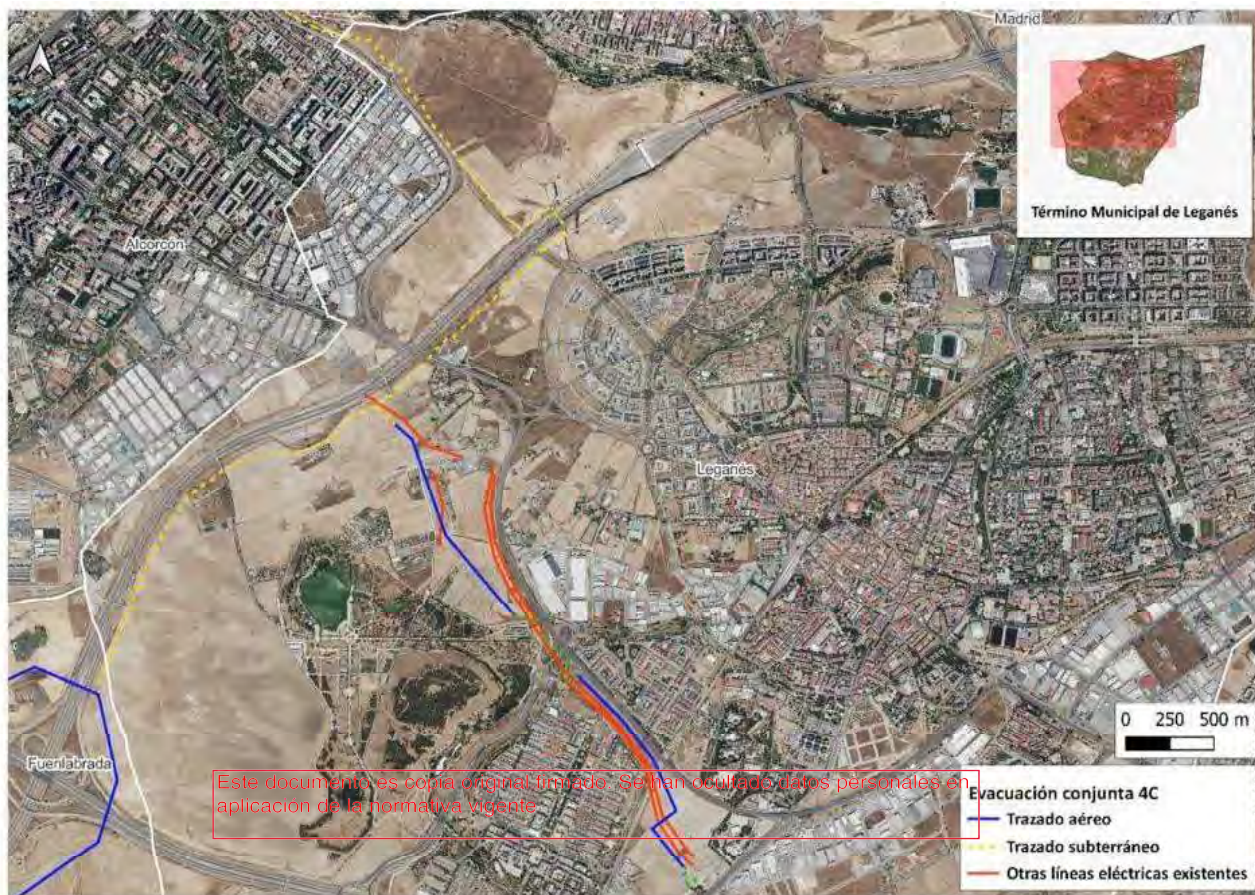 Madrid
Término Municipal de Leganés
Alcorcón
Leganés
0 250 500 m
Fuenlabrada
Este documento es copia original firmado. Se han ocultado datos personales en
aplicación de la normativa vigente
Evacuación conjunta 4C
Trazado aéreo
Trazado subterráneo
Otras líneas eléctricas existentes